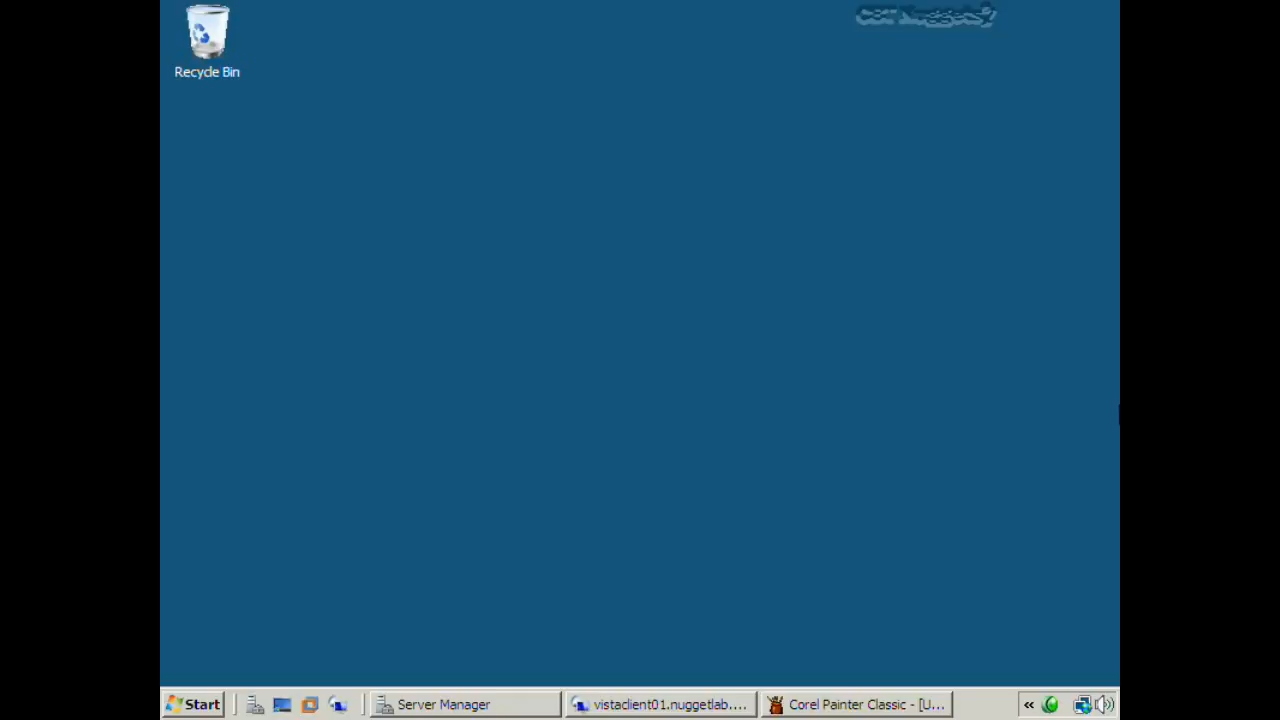 Recycle Bin
Start
Server Manager
vistaclient01.nuggetlab....
Corel Painter Classic - [U...